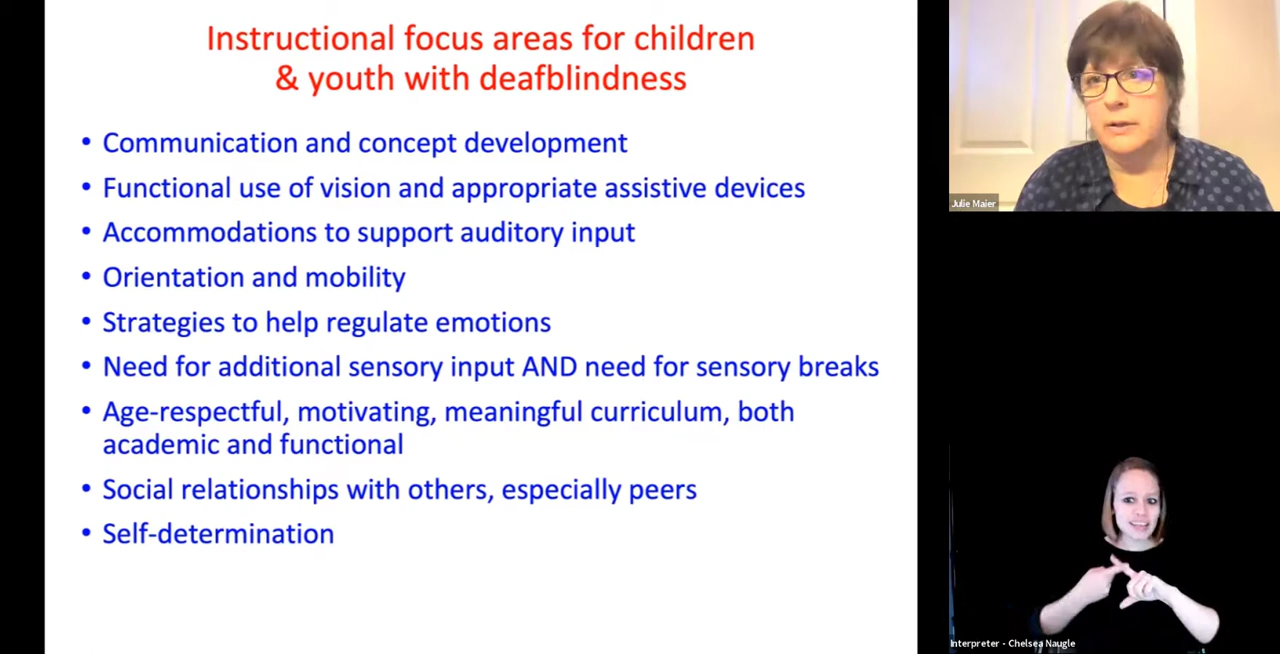 Instructional focus areas for children
& youth with deafblindness
• Communication and concept development
• Functional use of vision and appropriate assistive devices
• Accommodations to support auditory input
• Orientation and mobility
• Strategies to help regulate emotions
• Need for additional sensory input AND need for sensory breaks
• Age-respectful, motivating, meaningful curriculum, both
academic and functional
• Social relationships with others, especially peers
• Self-determination
Julie Maier
Interpreter - Chelsea Naugle